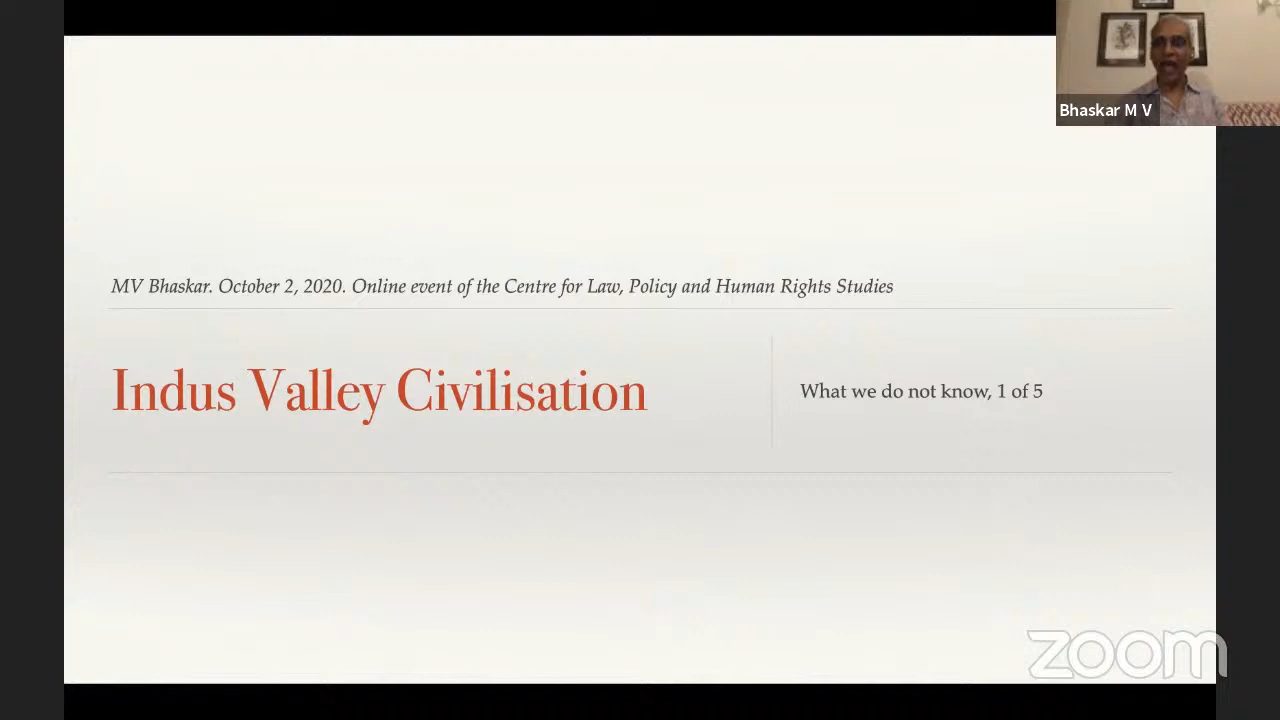 Bhaskar M V
MV Bhaskar. October 2, 2020. Online event of the Centre for Law, Policy and Human Rights Studies
Indus Valley Civilisation
What we do not know, 1 of 5
zoom